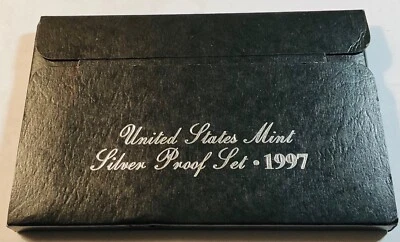 United States Mint
Silver Proof Set · 1997